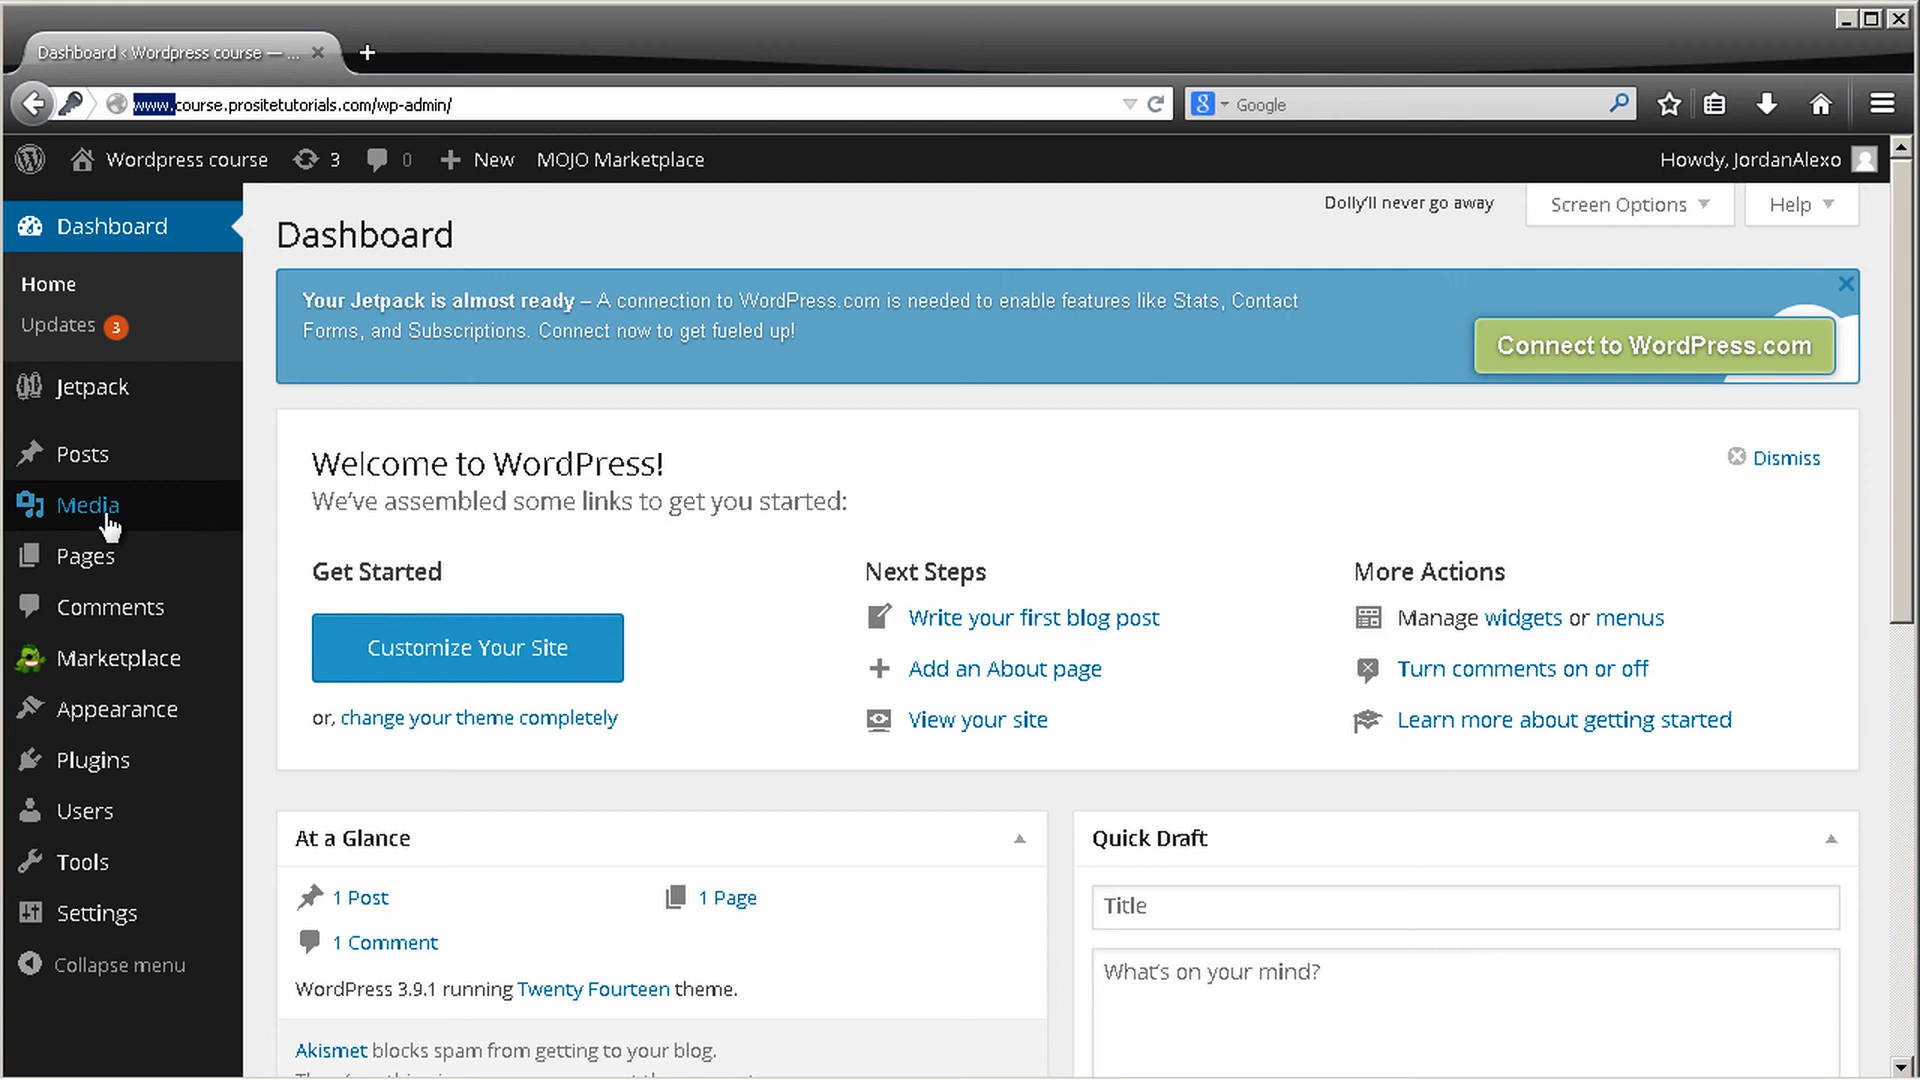 Dashboard ‹ Wordpress course — ...
www.course.prositetutorials.com/wp-admin/
Google
Wordpress course 3 0 New MOJO Marketplace
Howdy, JordanAlexo
Dashboard
Home
Updates 3
Jetpack
Posts
Media
Pages
Comments
Marketplace
Appearance
Plugins
Users
Tools
Settings
Collapse menu
Dolly'll never go away
Screen Options
Help
Dashboard
Your Jetpack is almost ready – A connection to WordPress.com is needed to enable features like Stats, Contact
Forms, and Subscriptions. Connect now to get fueled up!
Connect to WordPress.com
Welcome to WordPress!
Dismiss
We've assembled some links to get you started:
Get Started
Customize Your Site
or, change your theme completely
Next Steps
Write your first blog post
Add an About page
View your site
More Actions
Manage widgets or menus
Turn comments on or off
Learn more about getting started
At a Glance
1 Post
1 Page
1 Comment
WordPress 3.9.1 running Twenty Fourteen theme.
Akismet blocks spam from getting to your blog.
Quick Draft
Title
What's on your mind?